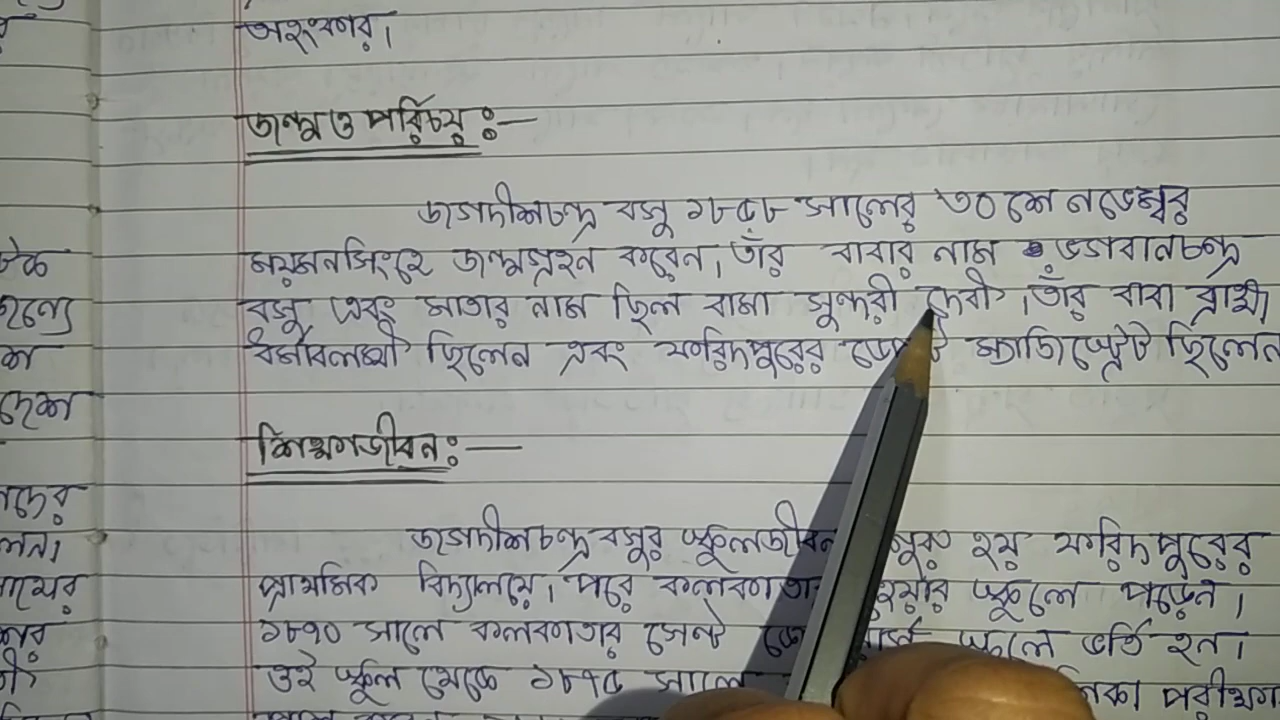 অহংকার।
জন্ম ও পরিচয় :—
জগদীশচন্দ্র বসু ১৮৫৮ সালের ৩০শে নভেম্বর
ময়মনসিংহে জন্মগ্রহন করেন। তাঁর বাবার নাম ভগবানচন্দ্র
বসু এবং মাতার নাম ছিল বামা সুন্দরী দেবী। তাঁর বাবা ব্রাহ্ম
ধর্মাবলম্বী ছিলেন এবং ফরিদপুরের ম্যাজিস্ট্রেট ছিলেন
শিক্ষাজীবন :—
জগদীশচন্দ্র বসুর স্কুলজীবন শুরু হয় ফরিদপুরের
প্রাথমিক বিদ্যালয়ে। পরে কলকাতার স্কুলে পড়েন।
১৮৭০ সালে কলকাতার সেন্ট স্কুলে ভর্তি হন।
ওই স্কুল থেকে ১৮৭৫ সালে পরীক্ষা